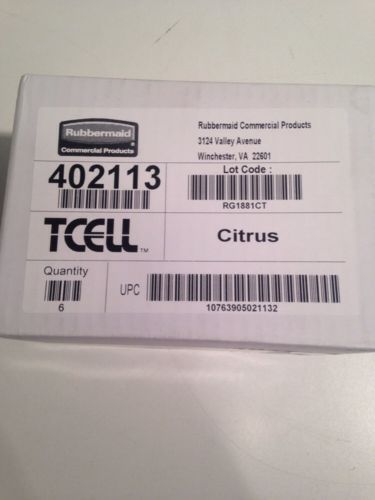 Rubbermaid
Commercial Products
Rubbermaid Commercial Products
3124 Valley Avenue
Winchester, VA 22601
402113
Lot Code :
RG1881CT
TCELL™
Citrus
Quantity
6
UPC
10763905021132